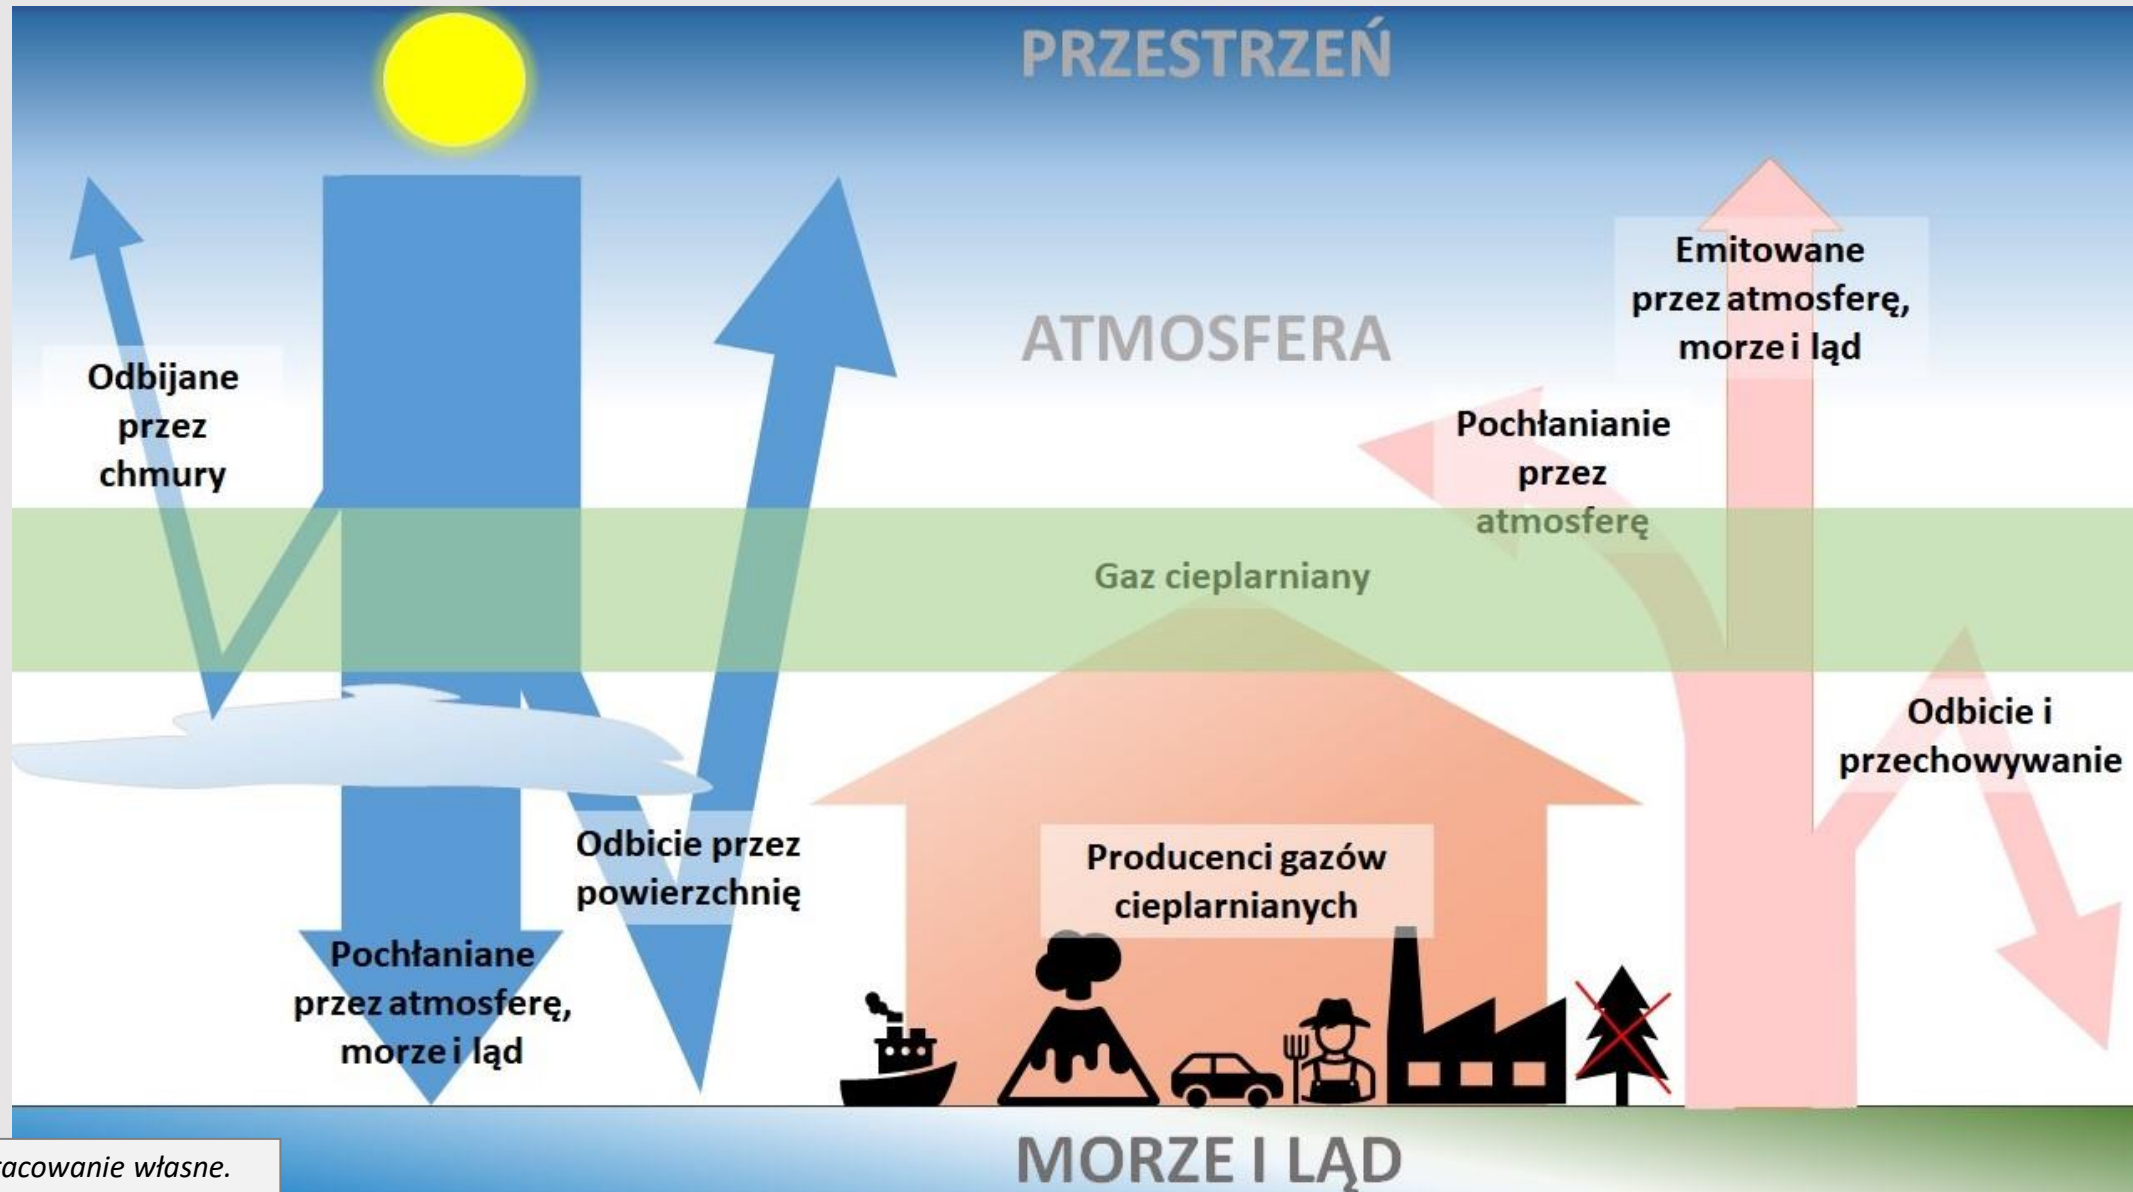 PRZESTRZEŃ
ATMOSFERA
Odbijane
przez
chmury
Emitowane
przez atmosferę,
morze i ląd
Pochłanianie
przez
atmosferę
Gaz cieplarniany
Odbicie i
przechowywanie
Odbicie przez
powierzchnię
Producenci gazów
cieplarnianych
Pochłaniane
przez atmosferę,
morze i ląd
MORZE I LĄD
racowanie własne.